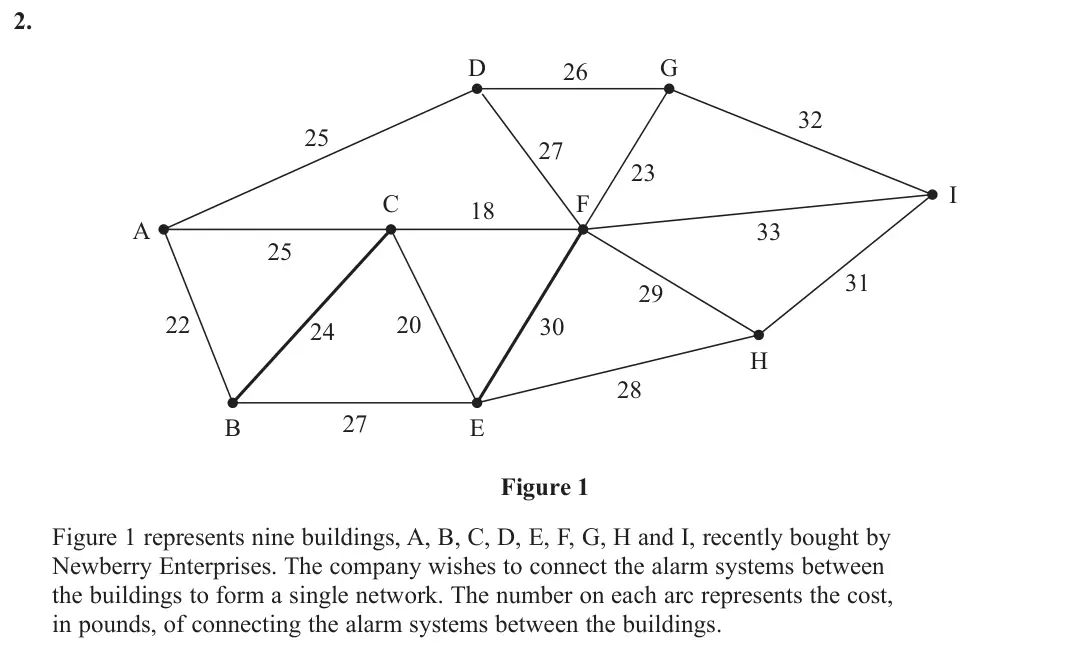 2.
D 26 G
32
25
27
23
C 18 F I
A
25 33
29
31
22 24 20 30
H
28
B 27 E
Figure 1
Figure 1 represents nine buildings, A, B, C, D, E, F, G, H and I, recently bought by
Newberry Enterprises. The company wishes to connect the alarm systems between
the buildings to form a single network. The number on each arc represents the cost,
in pounds, of connecting the alarm systems between the buildings.